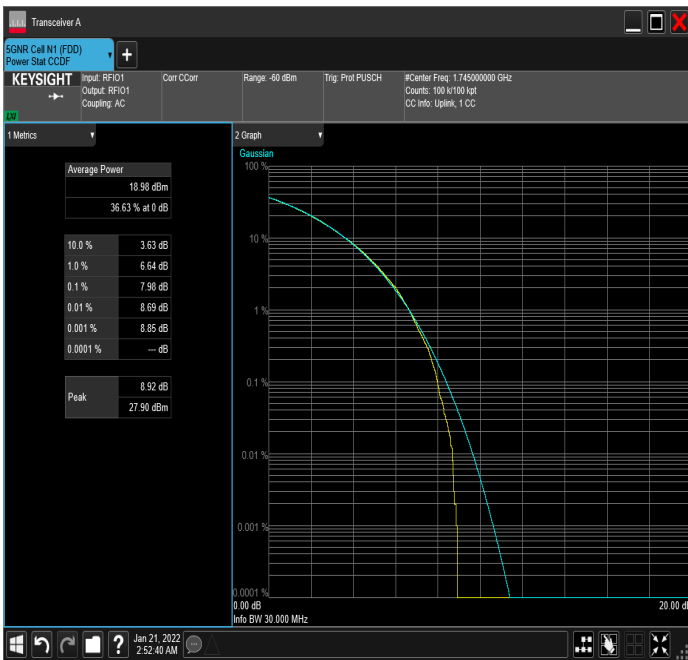 Transceiver A
5GNR Cell N1 (FDD)
Power Stat CCDF
+
KEYSIGHT
Input: RFIO1
Output: RFIO1
Coupling: AC
Corr CCorr
Range: -60 dBm
Trig: Prot PUSCH
#Center Freq: 1.745000000 GHz
Counts: 100 k/100 kpt
CC Info: Uplink, 1 CC
LXI
1 Metrics
Average Power
18.98 dBm
36.63 % at 0 dB
10.0 % 3.63 dB
1.0 % 6.64 dB
0.1 % 7.98 dB
0.01 % 8.69 dB
0.001 % 8.85 dB
0.0001 % --- dB
Peak
8.92 dB
27.90 dBm
2 Graph
Gaussian
100 %
10 %
1 %
0.1 %
0.01 %
0.001 %
0.0001 %
0.00 dB
20.00 dB
Info BW 30.000 MHz
?
Jan 21, 2022
2:52:40 AM